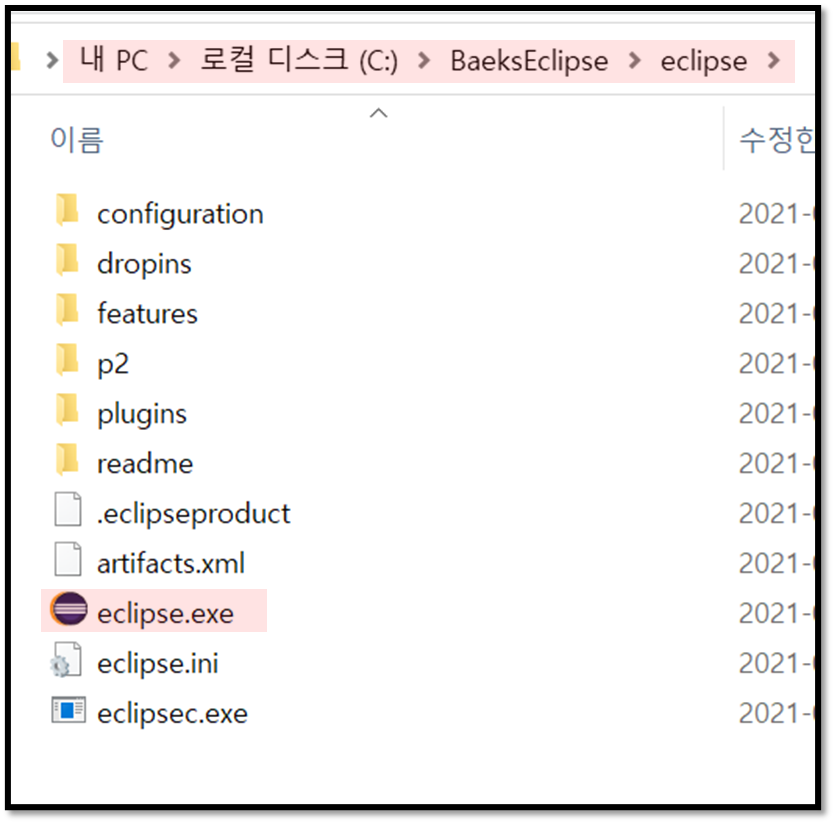 내 PC > 로컬 디스크 (C:) > BaeksEclipse > eclipse >
이름 수정한
configuration 2021-
dropins 2021-
features 2021-
p2 2021-
plugins 2021-
readme 2021-
.eclipseproduct 2021-
artifacts.xml 2021-
eclipse.exe 2021-
eclipse.ini 2021-
eclipsec.exe 2021-